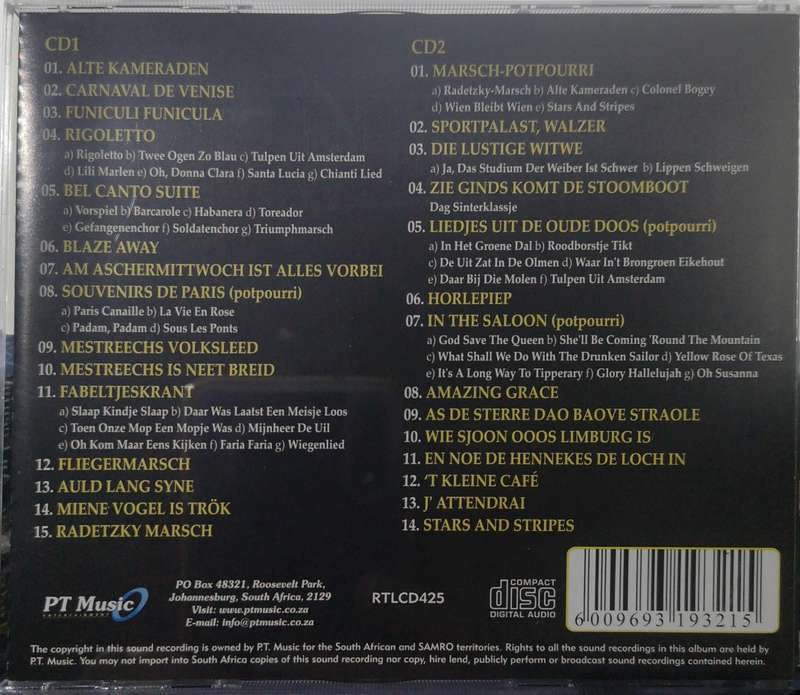 CD1
01. ALTE KAMERADEN
02. CARNAVAL DE VENISE
03. FUNICULI FUNICULA
04. RIGOLETTO
a) Rigoletto b) Twee Ogen Zo Blau c) Tulpen Uit Amsterdam
d) Lili Marlen e) Oh, Donna Clara f) Santa Lucia g) Chianti Lied
05. BEL CANTO SUITE
a) Vorspiel b) Barcarole c) Habanera d) Toreador
e) Gefangenenchor f) Soldatenchor g) Triumphmarsch
06. BLAZE AWAY
07. AM ASCHERMITTWOCH IST ALLES VORBEI
08. SOUVENIRS DE PARIS (potpourri)
a) Paris Canaille b) La Vie En Rose
c) Padam, Padam d) Sous Les Ponts
09. MESTREECHS VOLKSLEED
10. MESTREECHS IS NEET BREID
11. FABELTJESKRANT
a) Slaap Kindje Slaap b) Daar Was Laatst Een Meisje Loos
c) Toen Onze Mop Een Mopje Was d) Mijnheer De Uil
e) Oh Kom Maar Eens Kijken f) Faria Faria g) Wiegenlied
12. FLIEGERMARSCH
13. AULD LANG SYNE
14. MIENE VOGEL IS TRÖK
15. RADETZKY MARSCH
CD2
01. MARSCH-POTPOURRI
a) Radetzky-Marsch b) Alte Kameraden c) Colonel Bogey
d) Wien Bleibt Wien e) Stars And Stripes
02. SPORTPALAST, WALZER
03. DIE LUSTIGE WITWE
a) Ja, Das Studium Der Weiber Ist Schwer b) Lippen Schweigen
04. ZIE GINDS KOMT DE STOOMBOOT
Dag Sinterklassje
05. LIEDJES UIT DE OUDE DOOS (potpourri)
a) In Het Groene Dal b) Roodborstje Tikt
c) De Uit Zat In De Olmen d) Waar In't Brongroen Eikehout
e) Daar Bij Die Molen f) Tulpen Uit Amsterdam
06. HORLEPIEP
07. IN THE SALOON (potpourri)
a) God Save The Queen b) She'll Be Coming 'Round The Mountain
c) What Shall We Do With The Drunken Sailor d) Yellow Rose Of Texas
e) It's A Long Way To Tipperary f) Glory Hallelujah g) Oh Susanna
08. AMAZING GRACE
09. AS DE STERRE DAO BAOVE STRAOLE
10. WIE SJOON OOOS LIMBURG IS
11. EN NOE DE HENNEKES DE LOCH IN
12. 'T KLEINE CAFÉ
13. J' ATTENDRAI
14. STARS AND STRIPES
PT Music
ENTERTAINMENT
PO Box 48321, Roosevelt Park,
Johannesburg, South Africa, 2129
Visit: www.ptmusic.co.za
E-mail: info@ptmusic.co.za
RTLCD425
COMPACT
disc
DIGITAL AUDIO
6 009693 193215
The copyright in this sound recording is owned by P.T. Music for the South African and SAMRO territories. Rights to all the sound recordings in this album are held by
P.T. Music. You may not import into South Africa copies of this sound recording nor copy, hire lend, publicly perform or broadcast sound recordings contained herein.